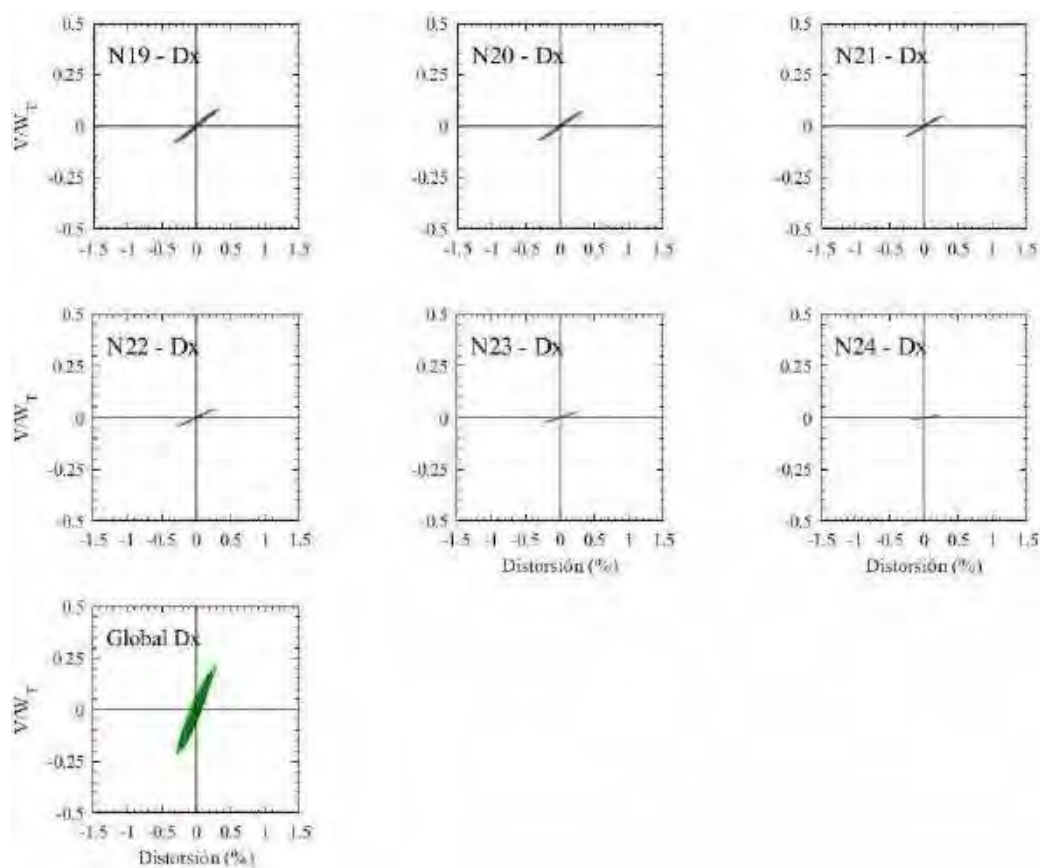 0.5 0.5 0.5
N19 - Dx N20 - Dx N21 - Dx
0.25 0.25 0.25
V/W_T 0 0 0
-0.25 -0.25 -0.25
-0.5 -0.5 -0.5
-1.5 -1 -0.5 0 0.5 1 1.5 -1.5 -1 -0.5 0 0.5 1 1.5 -1.5 -1 -0.5 0 0.5 1 1.5
0.5 0.5 0.5
N22 - Dx N23 - Dx N24 - Dx
0.25 0.25 0.25
V/W_T 0 0 0
-0.25 -0.25 -0.25
-0.5 -0.5 -0.5
-1.5 -1 -0.5 0 0.5 1 1.5 -1.5 -1 -0.5 0 0.5 1 1.5 -1.5 -1 -0.5 0 0.5 1 1.5
Distorsión (%) Distorsión (%)
0.5
Global Dx
0.25
V/W_T 0
-0.25
-0.5
-1.5 -1 -0.5 0 0.5 1 1.5
Distorsión (%)